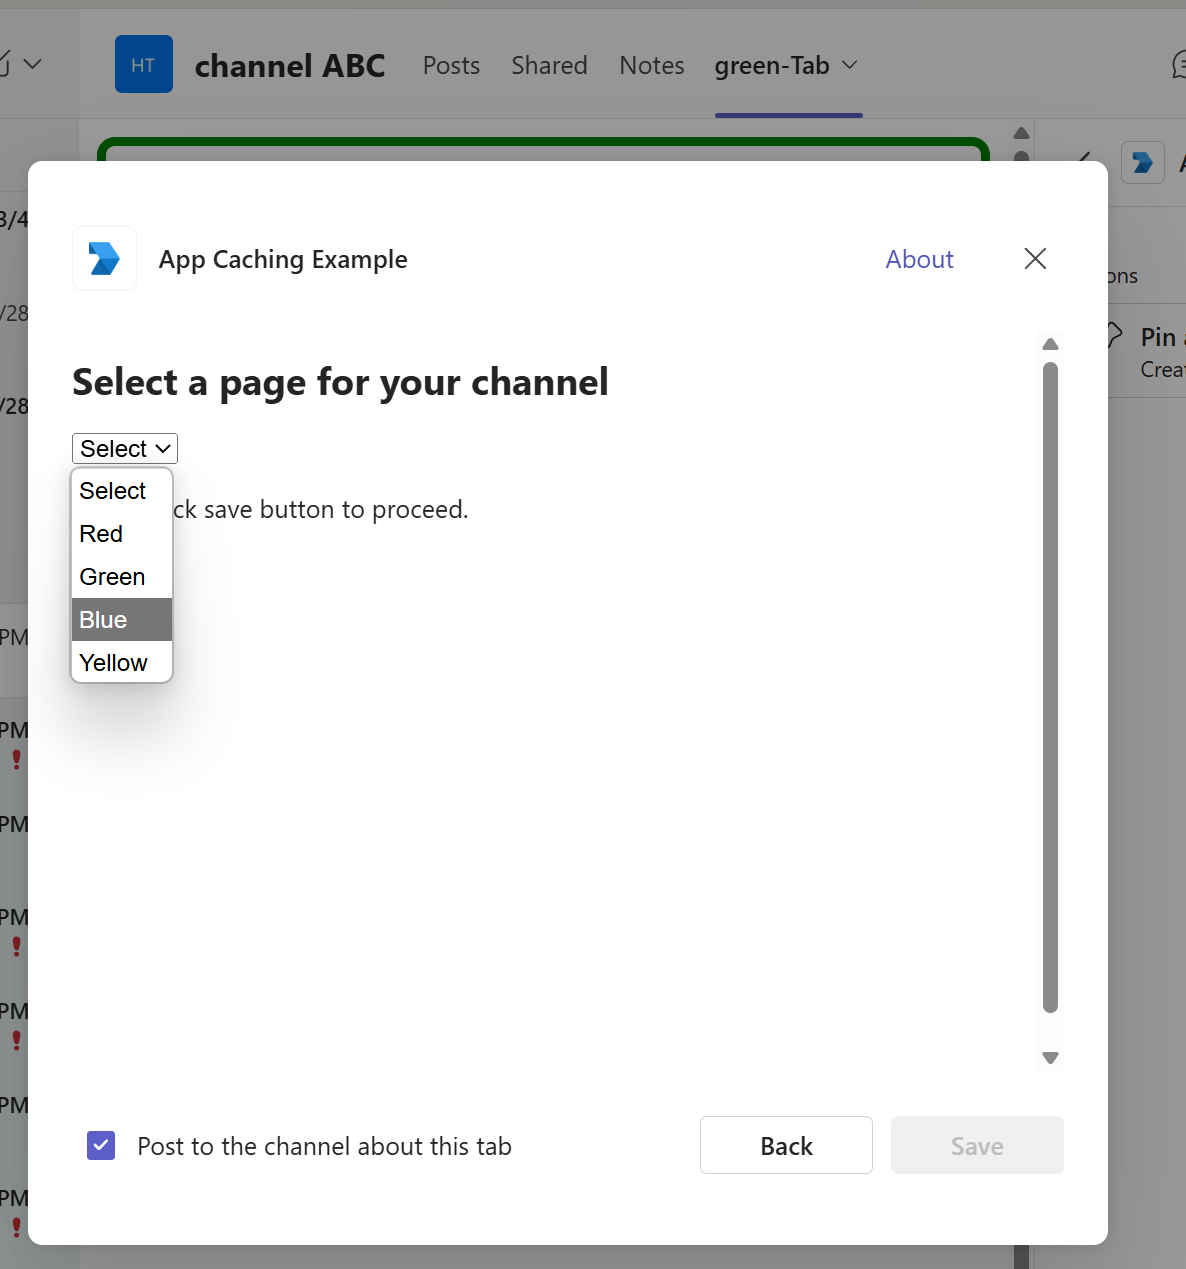 HT channel ABC Posts Shared Notes green-Tab
3/4
/28
/28
PM
PM
PM
PM
PM
PM
App Caching Example About
Select a page for your channel
Select
Select
Red
Green
Blue
Yellow
ck save button to proceed.
Post to the channel about this tab
Back
Save
ons
Pin
Crea